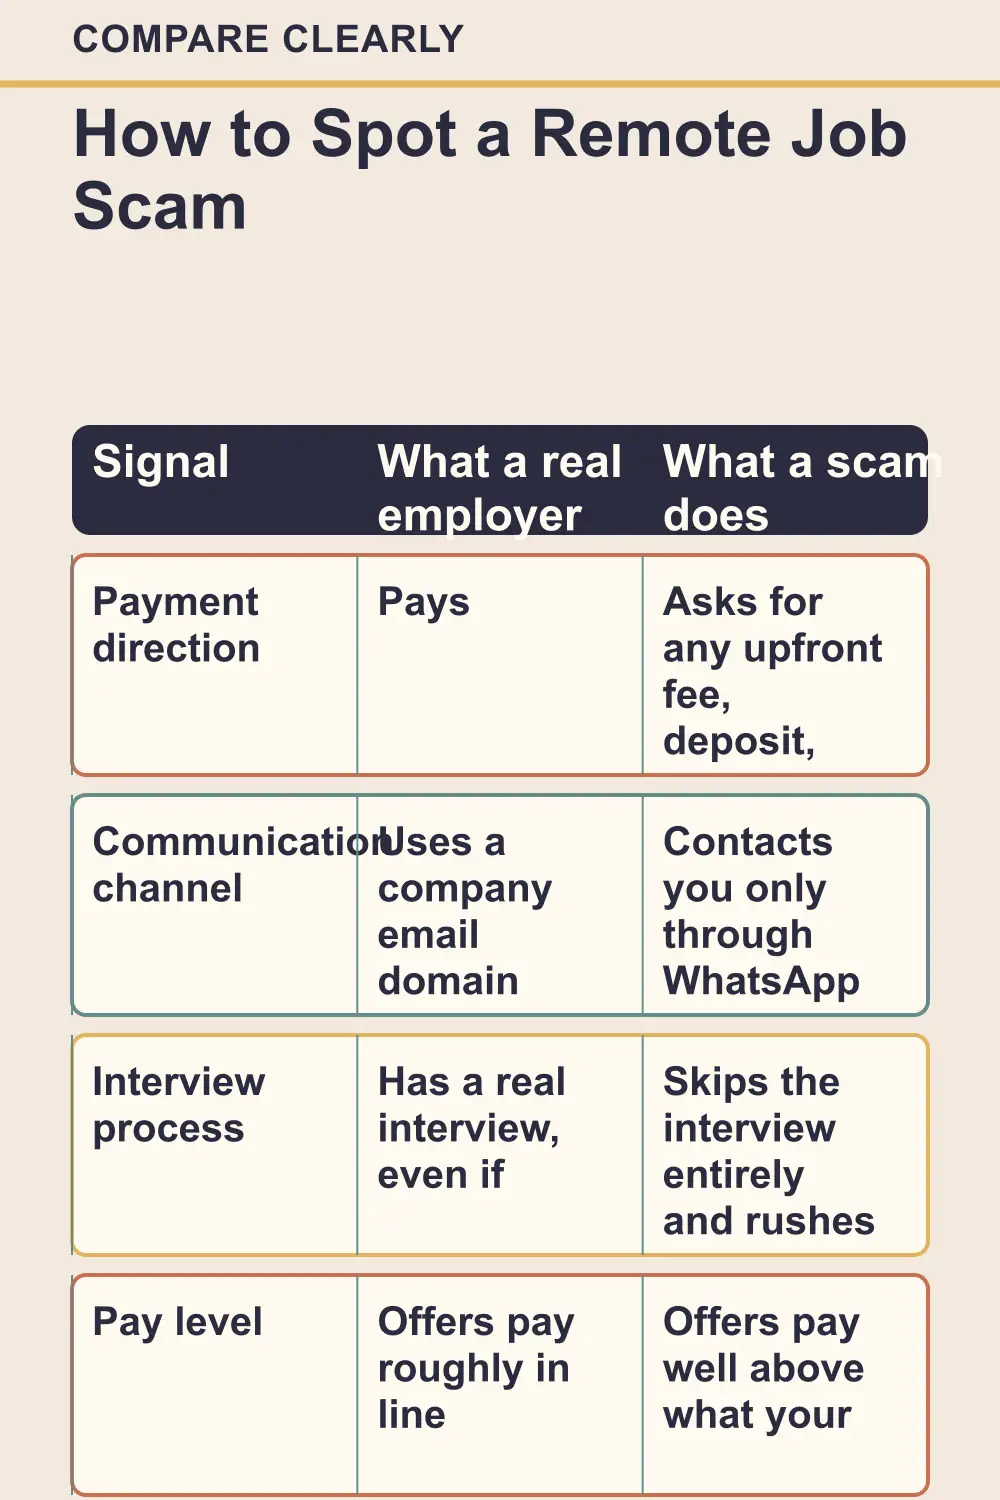 COMPARE CLEARLY
How to Spot a Remote Job
Scam
Signal
What a real
employer
What a scam
does
Payment
direction
Pays
Asks for
any upfront
fee,
deposit,
Communication
channel
Uses a
company
email
domain
Contacts
you only
through
WhatsApp
Interview
process
Has a real
interview,
even if
Skips the
interview
entirely
and rushes
Pay level
Offers pay
roughly in
line
Offers pay
well above
what your